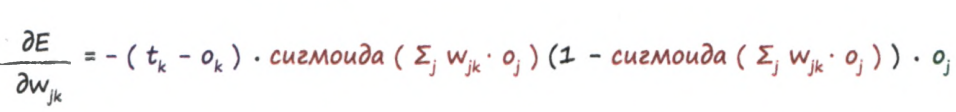 ∂E/∂w_jk = - ( t_k - o_k ) · сигмоида ( Σ_j w_jk · o_j ) (1 - сигмоида ( Σ_j w_jk · o_j ) ) · o_j